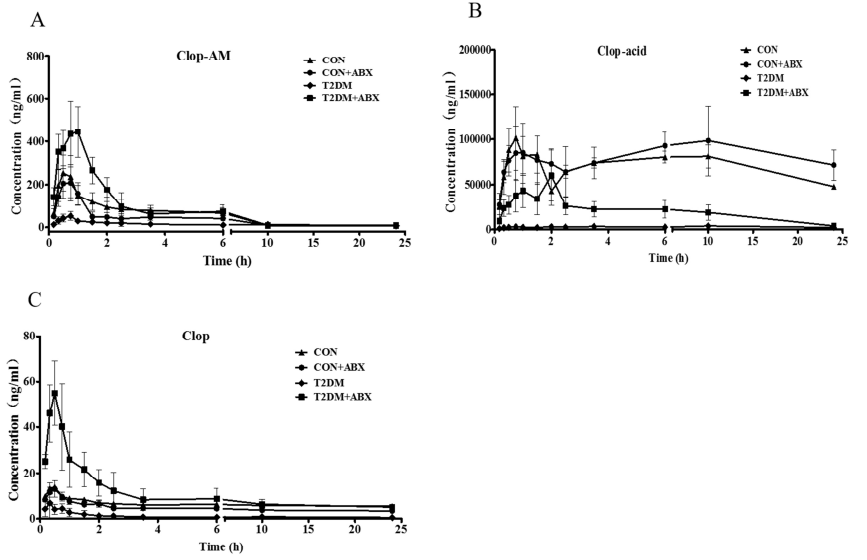 A
Clop-AM
CON
CON+ABX
T2DM
T2DM+ABX
Concentration (ng/ml)
800
600
400
200
0
0 2 4 6 10 15 20 25
Time (h)
B
Clop-acid
CON
CON+ABX
T2DM
T2DM+ABX
Concentration (ng/ml)
200000
150000
100000
50000
0
0 2 4 6 10 15 20 25
Time (h)
C
Clop
CON
CON+ABX
T2DM
T2DM+ABX
Concentration (ng/ml)
80
60
40
20
0
0 2 4 6 10 15 20 25
Time (h)